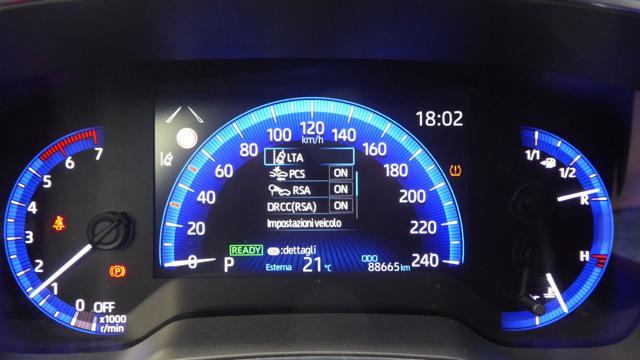 18:02
100 120 140
km/h
80 160
60 180
40 200
20 220
0 240
LTA
PCS ON
RSA ON
DRCC(RSA) ON
Impostazioni veicolo
READY :dettagli
P Esterna 21 °C ODO 88665 km
7
6
5
4
3
2
1
0 OFF
x1000
r/min
(P)
1/1 1/2
R
H